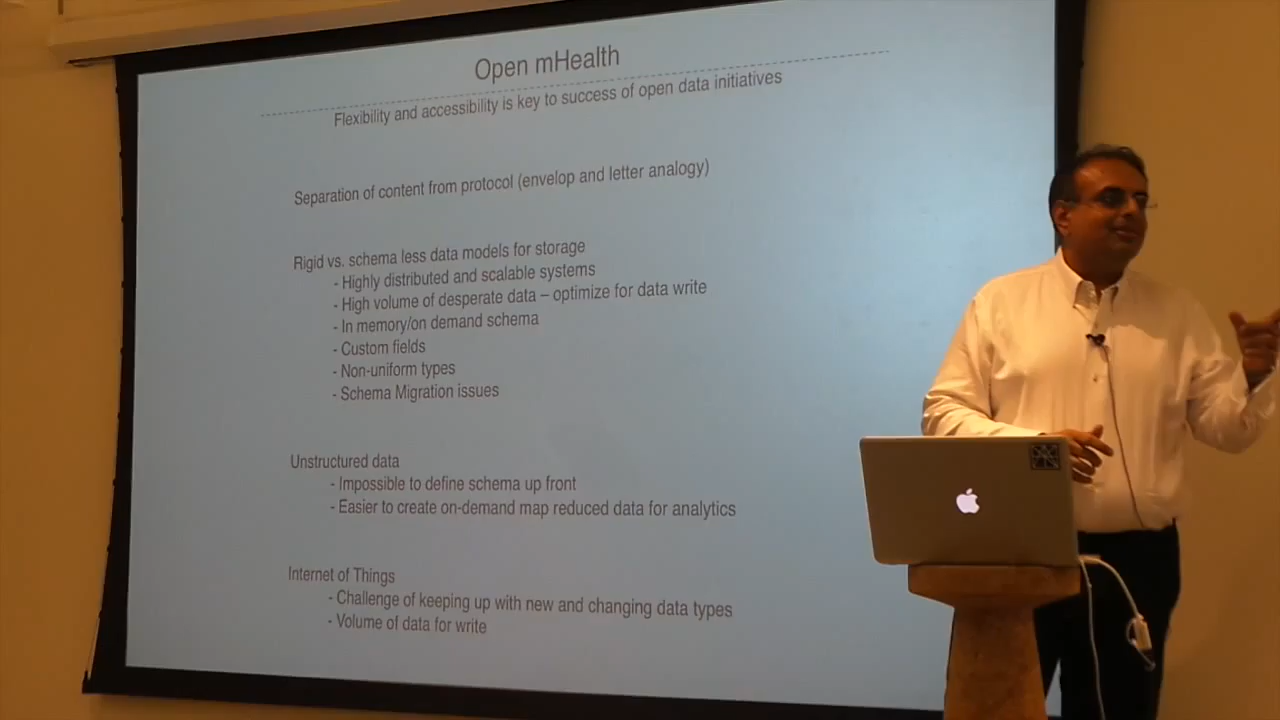 Open mHealth
Flexibility and accessibility is key to success of open data initiatives
Separation of content from protocol (envelop and letter analogy)
Rigid vs. schema less data models for storage
- Highly distributed and scalable systems
- High volume of desperate data – optimize for data write
- In memory/on demand schema
- Custom fields
- Non-uniform types
- Schema Migration issues
Unstructured data
- Impossible to define schema up front
- Easier to create on-demand map reduced data for analytics
Internet of Things
- Challenge of keeping up with new and changing data types
- Volume of data for write